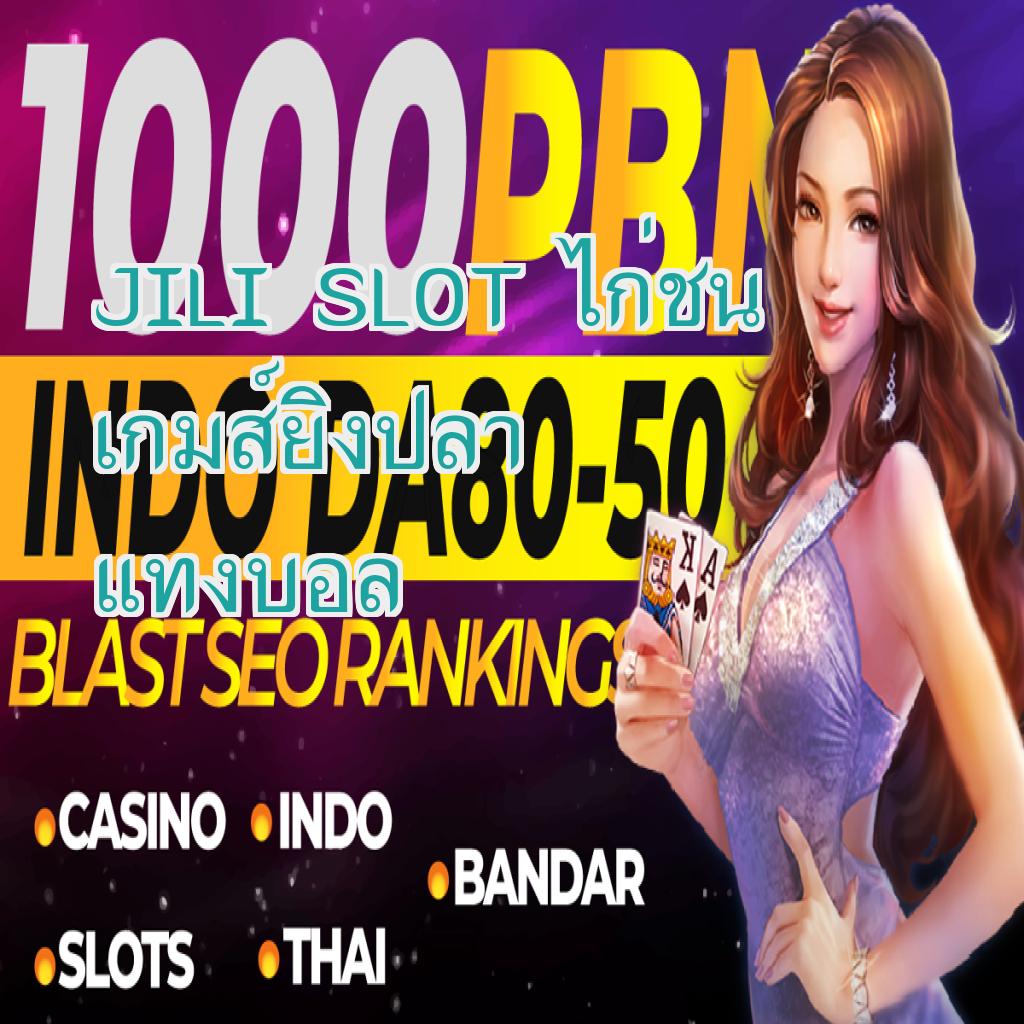 1000PBN
JILI SLOT ไก่ชน
INDO DA80-50
เกมส์ยิงปลา
แทงบอล
BLAST SEO RANKINGS
CASINO
INDO
BANDAR
SLOTS
THAI
K
A